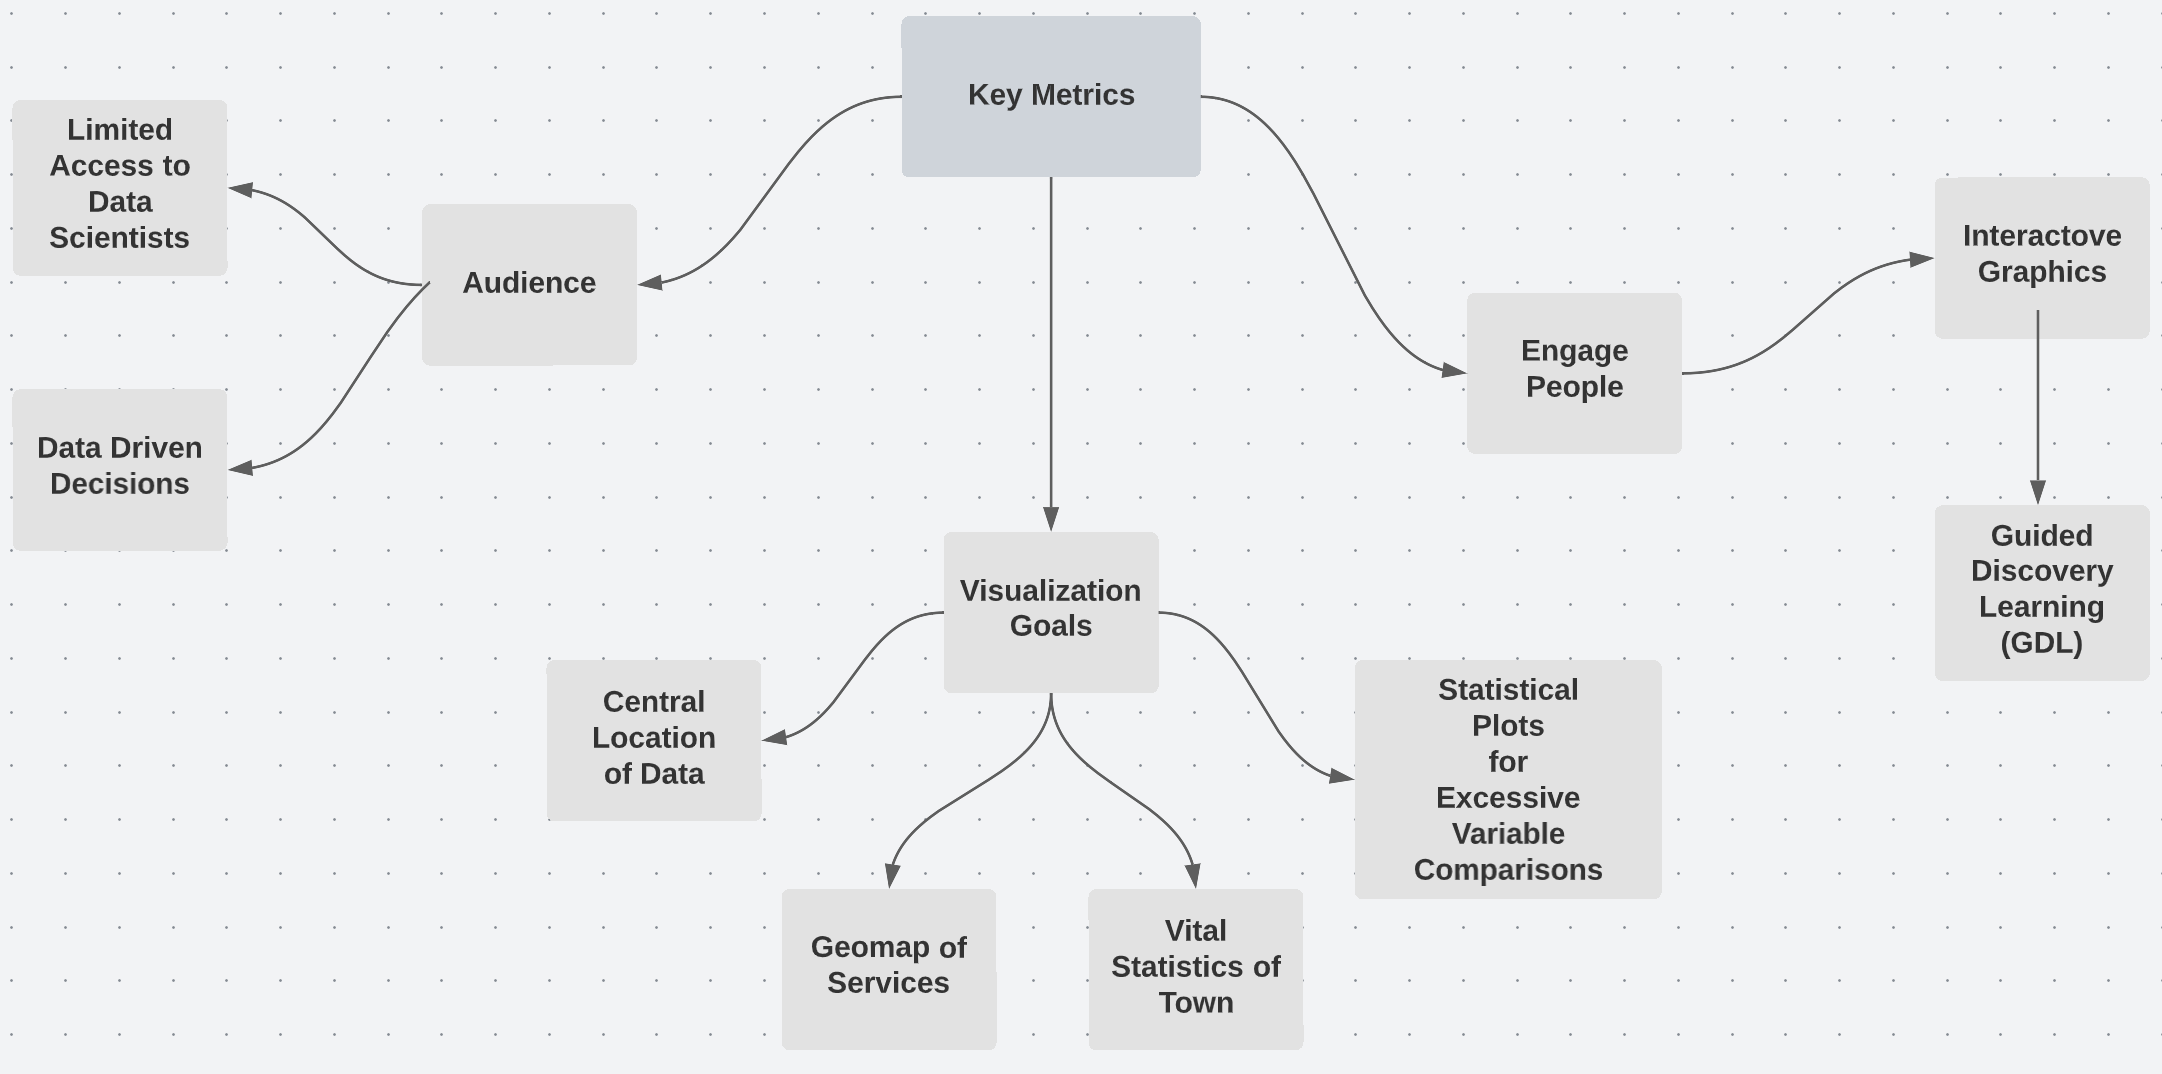 Key Metrics
Limited
Access to
Data
Scientists
Audience
Data Driven
Decisions
Interactove
Graphics
Engage
People
Guided
Discovery
Learning
(GDL)
Visualization
Goals
Central
Location
of Data
Statistical
Plots
for
Excessive
Variable
Comparisons
Geomap of
Services
Vital
Statistics of
Town